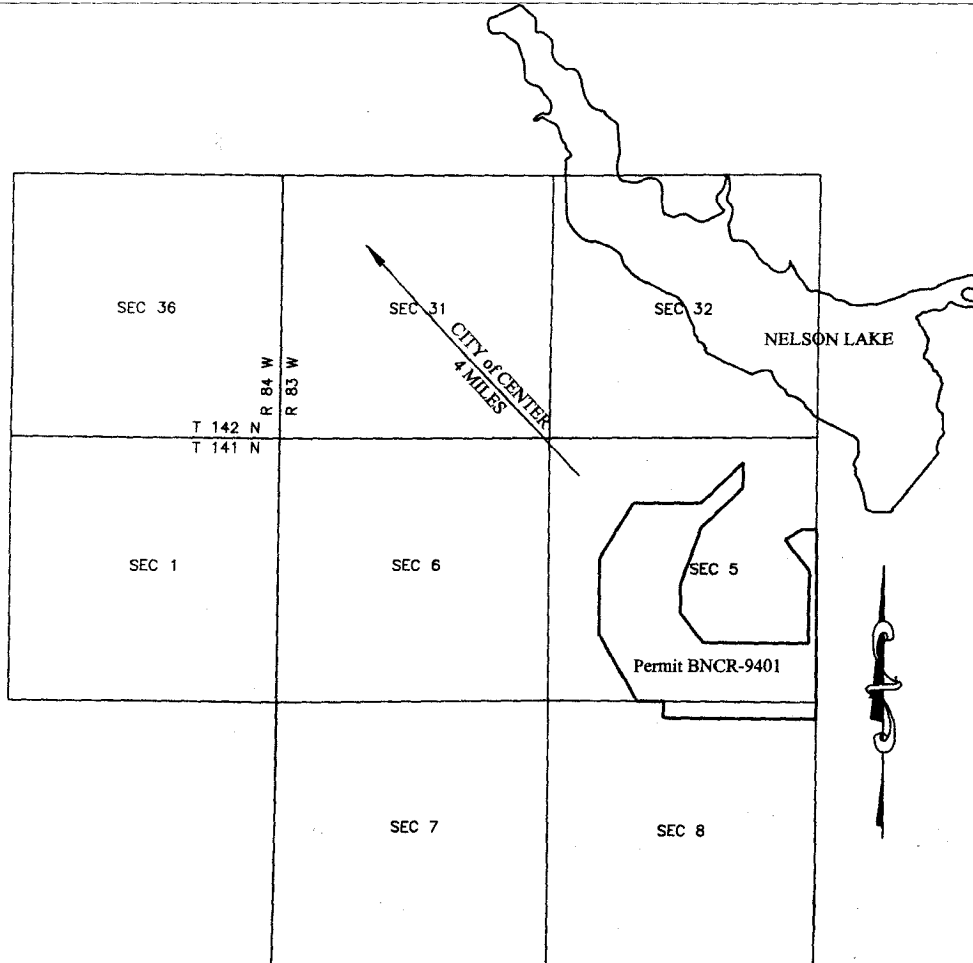 SEC 36
SEC 31
SEC 32
NELSON LAKE
CITY of CENTER
4 MILES
R 84 W
R 83 W
T 142 N
T 141 N
SEC 1
SEC 6
SEC 5
Permit BNCR-9401
SEC 7
SEC 8